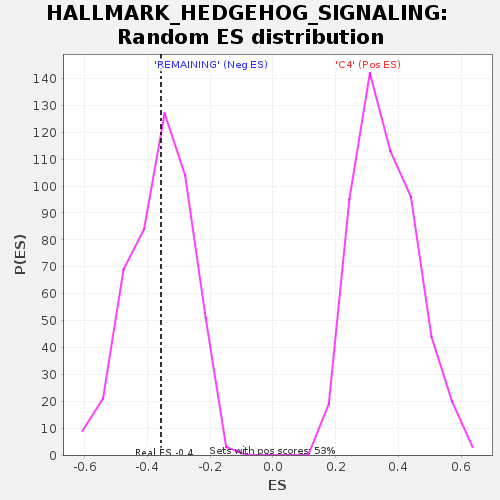 HALLMARK_HEDGEHOG_SIGNALING:
Random ES distribution
'REMAINING' (Neg ES)
'C4' (Pos ES)
140
130
120
110
100
90
80
70
60
50
40
30
20
10
0
P(ES)
Real ES -0.4
Sets with pos scores: 53%
-0.6 -0.4 -0.2 0.0 0.2 0.4 0.6
ES